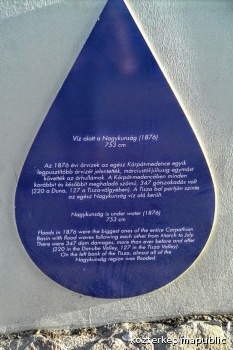 Víz alatt a Nagykunság (1876)
753 cm
Az 1876 évi árvizek az egész Kárpát-medence egyik
legpusztítóbb árvizét jelentették, márciustól júliusig egymást
követték az árhullámok. A Kárpát-medencében minden
korábbit és későbbit meghaladó számú, 347 gátszakadás volt
(220 a Duna, 127 a Tisza-völgyében). A Tisza bal partján szinte
az egész Nagykunság víz alá került.
Nagykunság is under water (1876)
753 cm
Floods in 1876 were the biggest ones of the entire Carpathian
Basin with flood waves following each other from March to July.
There were 347 dam damages, more than ever before and after
(220 in the Danube Valley, 127 in the Tisza Valley).
On the left bank of the Tisza, almost all of the
Nagykunság region was flooded.
kozterkep.mapublic